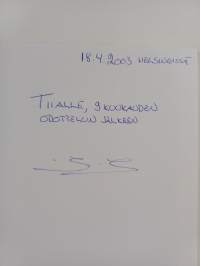 18.4.2003 HELSINGISSÄ
TIIALLE, 9 KUUKAUDEN
ODOTTELUN JÄLKEEN